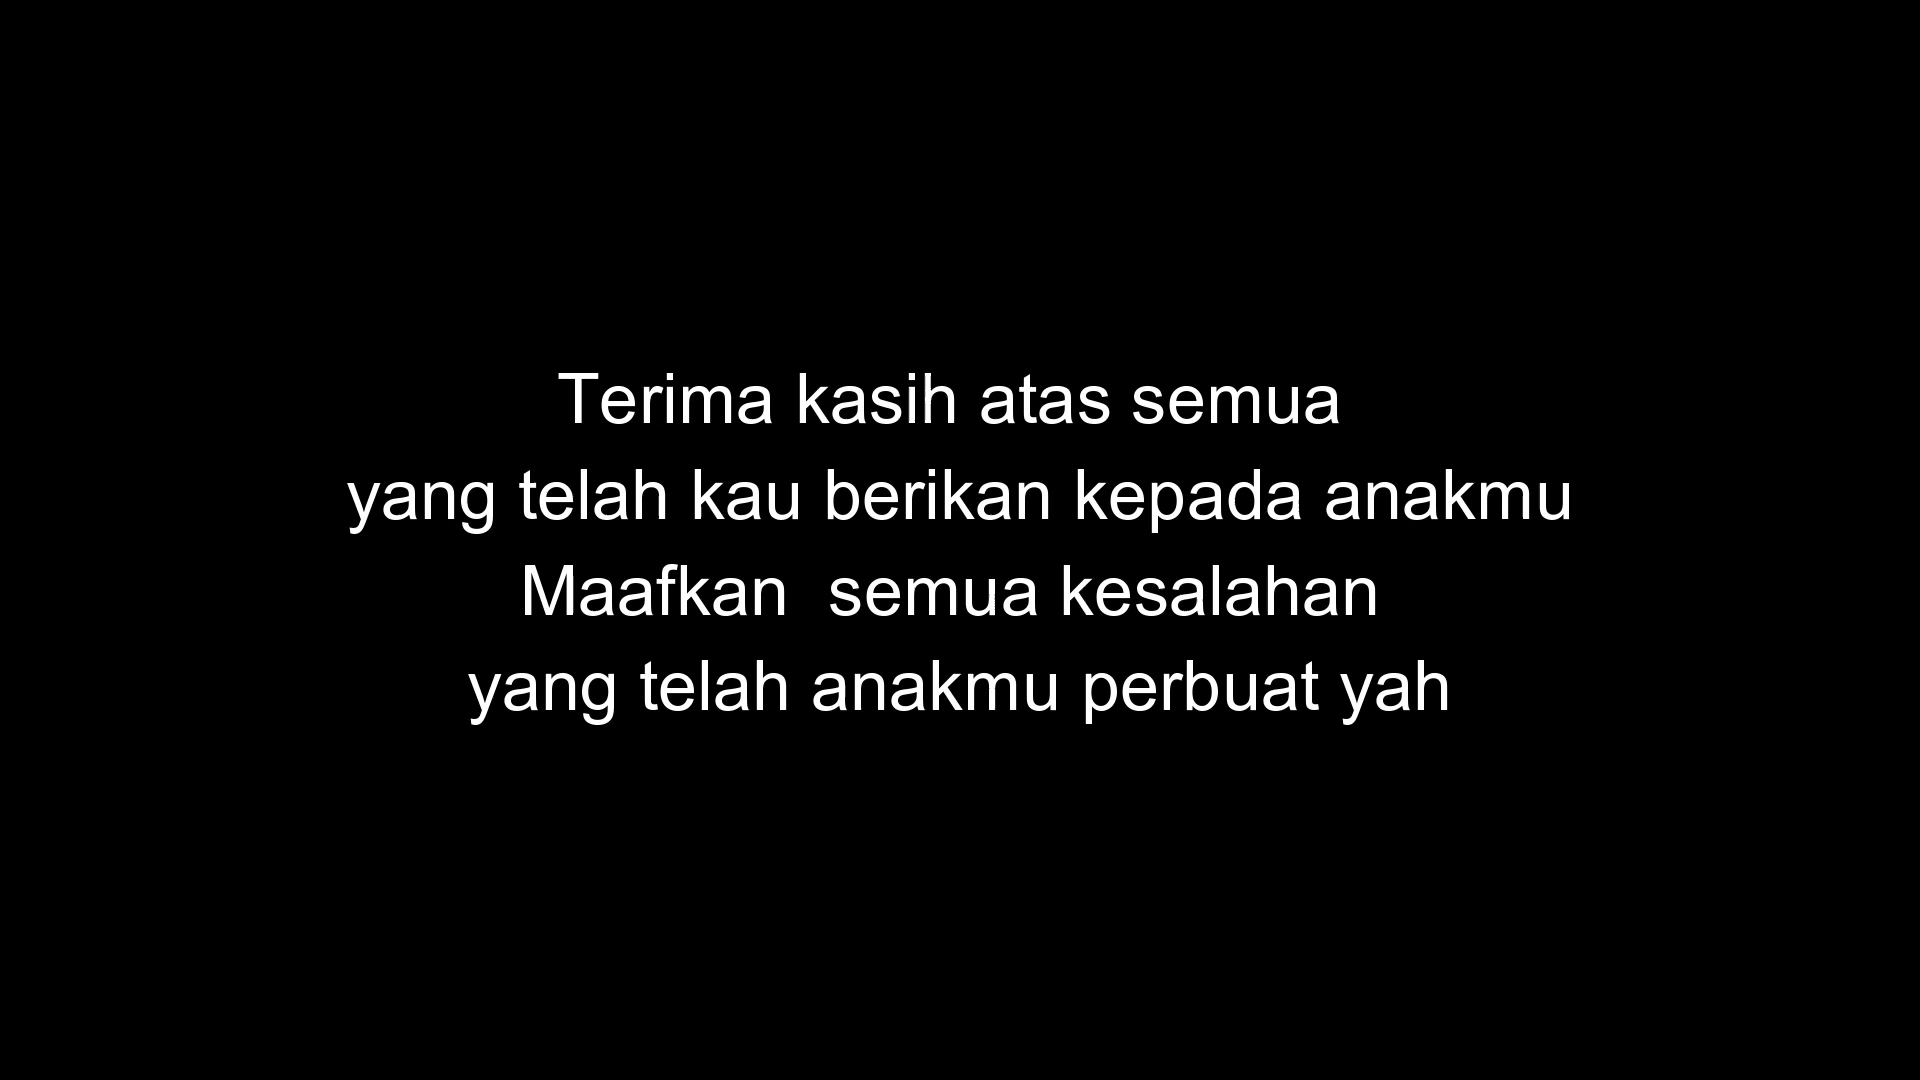 Terima kasih atas semua
yang telah kau berikan kepada anakmu
Maafkan  semua kesalahan
yang telah anakmu perbuat yah